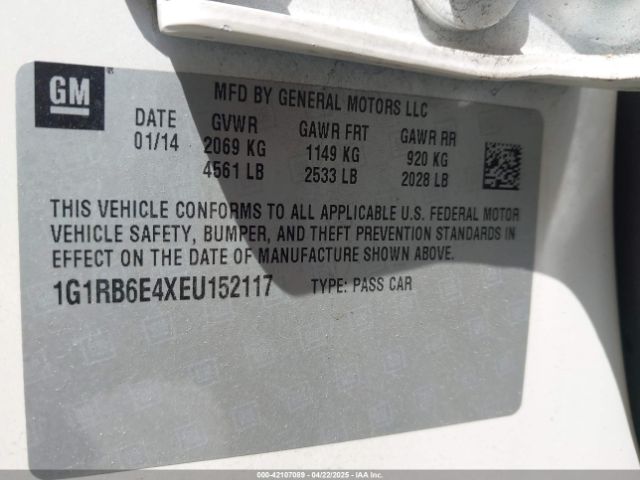 GM
MFD BY GENERAL MOTORS LLC
DATE GVWR GAWR FRT GAWR RR
01/14 2069 KG 1149 KG 920 KG
4561 LB 2533 LB 2028 LB
THIS VEHICLE CONFORMS TO ALL APPLICABLE U.S. FEDERAL MOTOR
VEHICLE SAFETY, BUMPER, AND THEFT PREVENTION STANDARDS IN
EFFECT ON THE DATE OF MANUFACTURE SHOWN ABOVE.
1G1RB6E4XEU152117 TYPE: PASS CAR
000-42107089 04/22/2025 - IAAI.COM